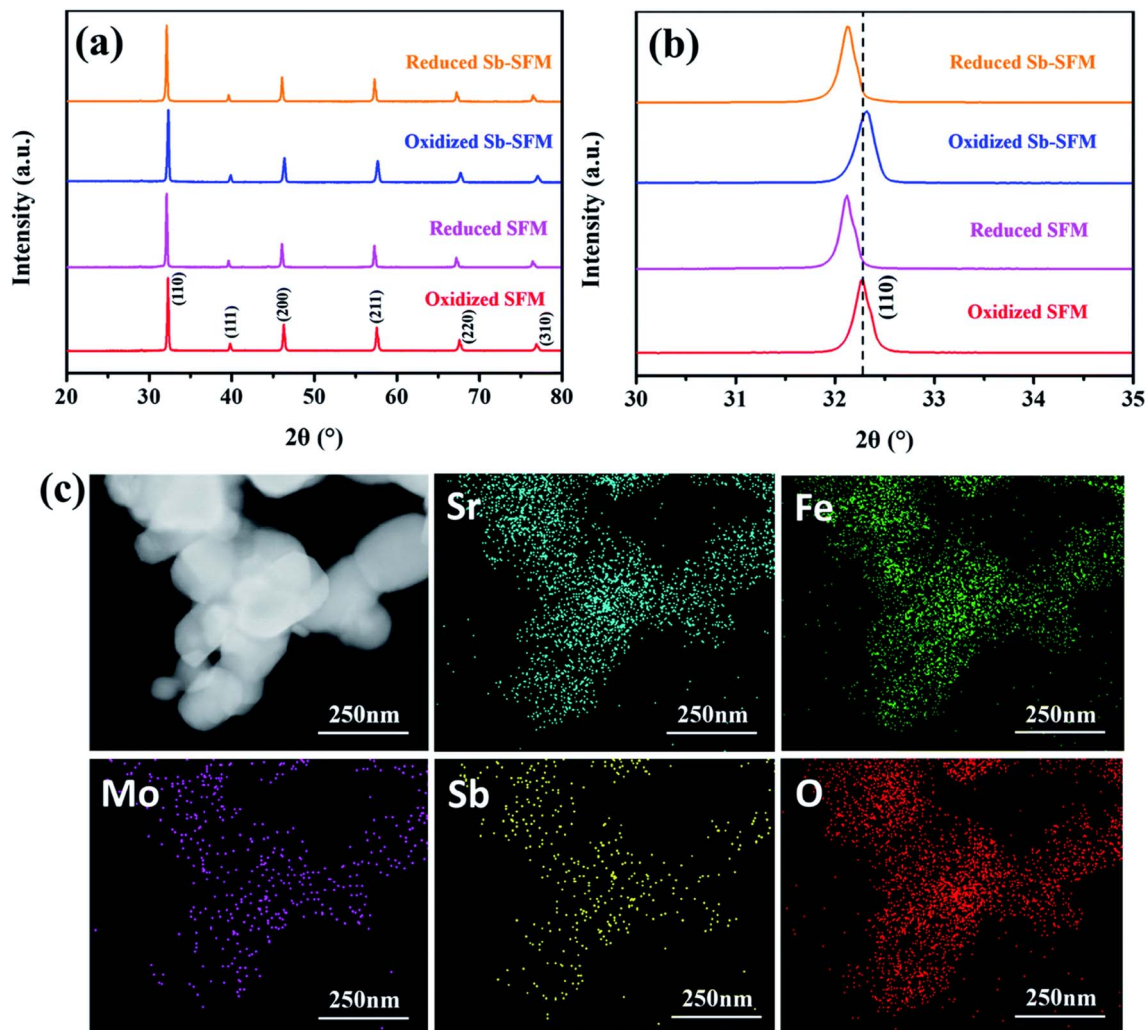 (a)
Reduced Sb-SFM
Oxidized Sb-SFM
Reduced SFM
Oxidized SFM
(110)
(111)
(200)
(211)
(220)
(310)
Intensity (a.u.)
20 30 40 50 60 70 80
2θ (°)
(b)
Reduced Sb-SFM
Oxidized Sb-SFM
Reduced SFM
Oxidized SFM
(110)
Intensity (a.u.)
30 31 32 33 34 35
2θ (°)
(c)
250nm
Sr
250nm
Fe
250nm
Mo
250nm
Sb
250nm
O
250nm